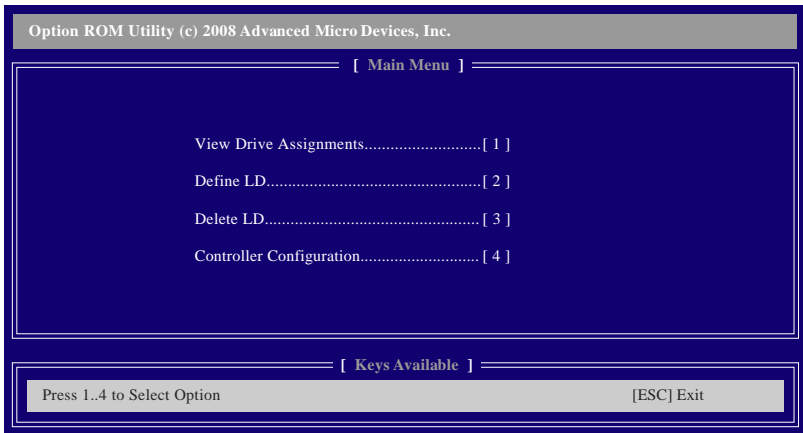 Option ROM Utility (c) 2008 Advanced Micro Devices, Inc.
[ Main Menu ]
View Drive Assignments...........................[ 1 ]
Define LD..................................................[ 2 ]
Delete LD.................................................. [ 3 ]
Controller Configuration............................ [ 4 ]
[ Keys Available ]
Press 1..4 to Select Option [ESC] Exit